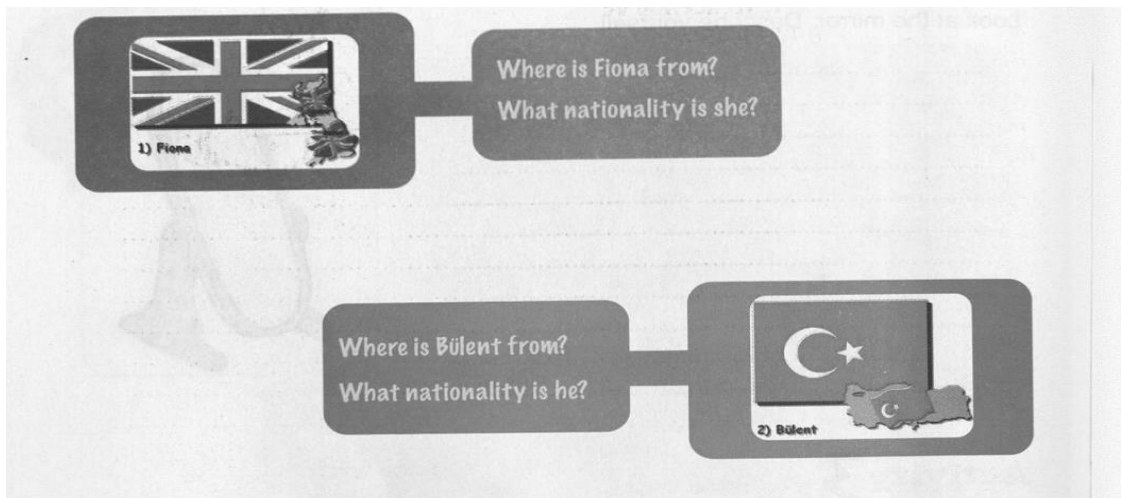 Where is Fiona from?
What nationality is she?
1) Fiona
Where is Bülent from?
What nationality is he?
2) Bülent